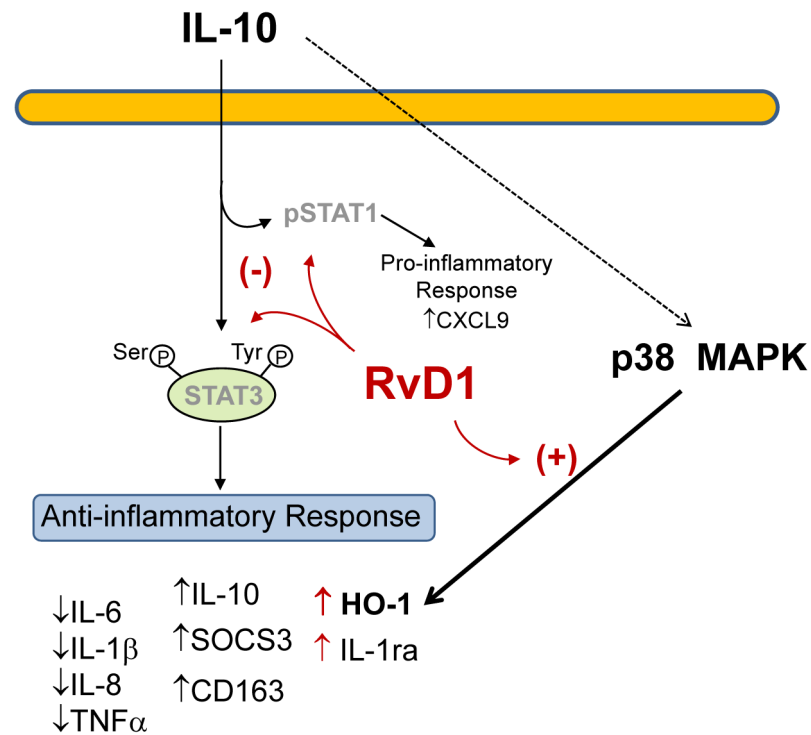 IL-10
pSTAT1
(-)
Pro-inflammatory
Response
↑CXCL9
Ser P
Tyr P
STAT3
RvD1
p38 MAPK
(+)
Anti-inflammatory Response
↓IL-6
↓IL-1β
↓IL-8
↓TNFα
↑IL-10
↑SOCS3
↑CD163
↑ HO-1
↑ IL-1ra